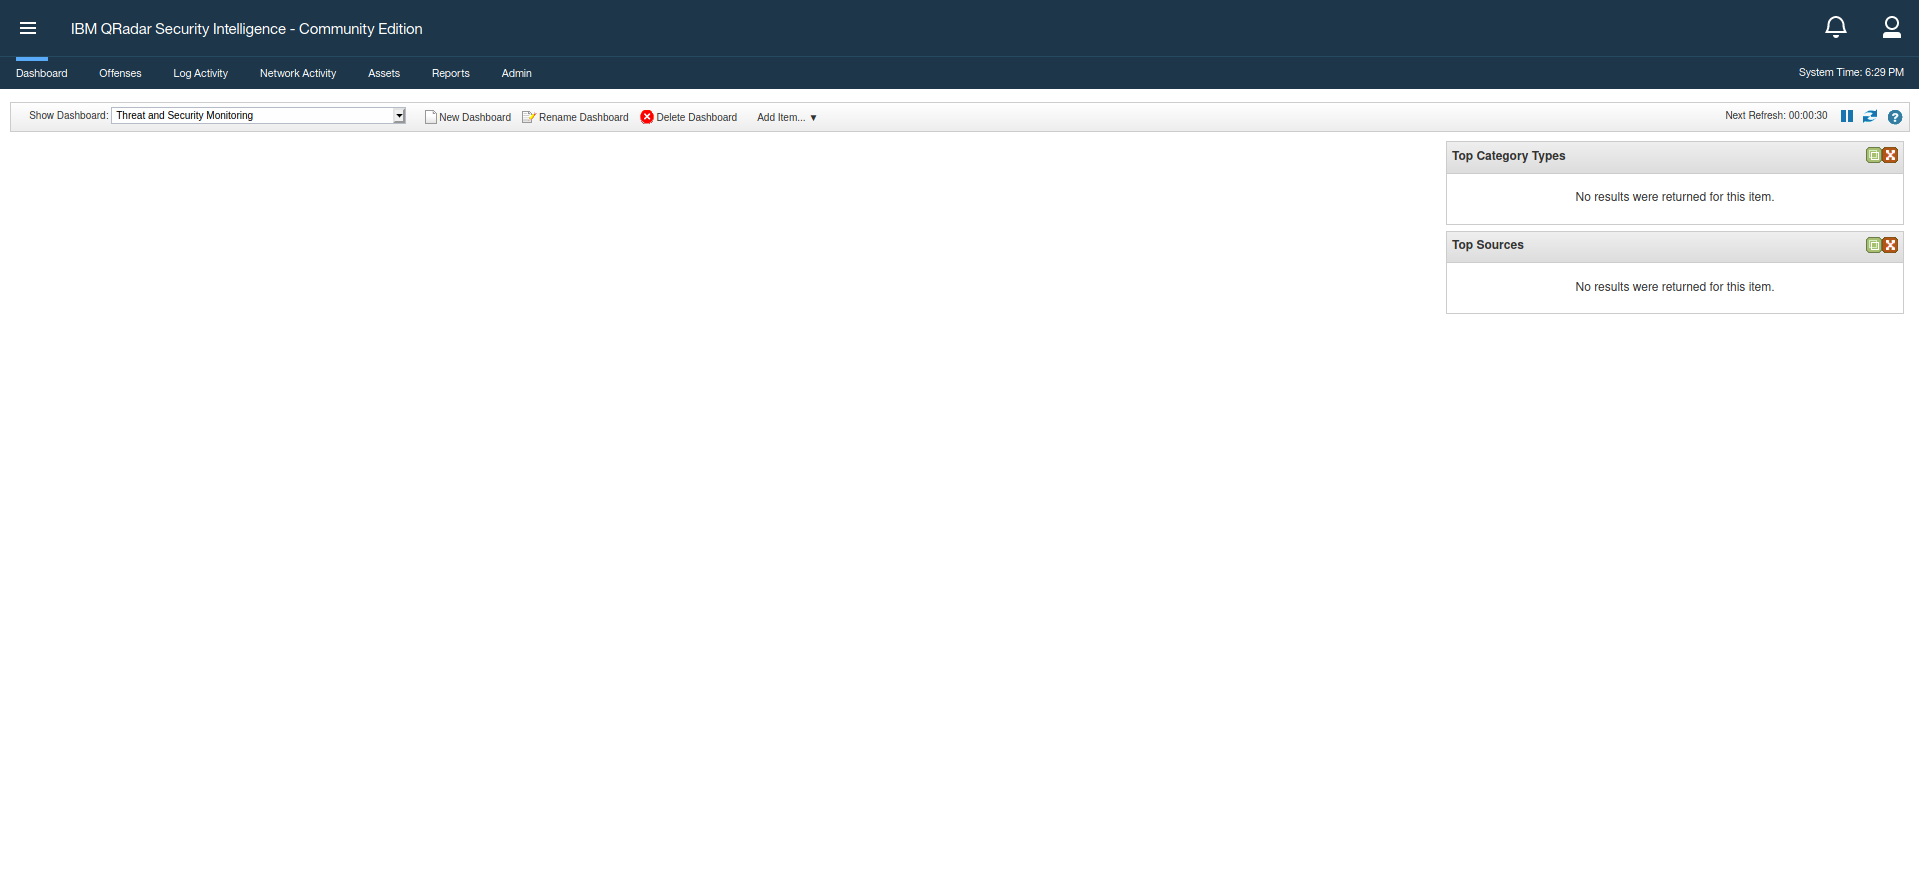 IBM QRadar Security Intelligence - Community Edition
Dashboard Offenses Log Activity Network Activity Assets Reports Admin System Time: 6:29 PM
Show Dashboard: Threat and Security Monitoring New Dashboard Rename Dashboard Delete Dashboard Add Item... ▼ Next Refresh: 00:00:30
Top Category Types
No results were returned for this item.
Top Sources
No results were returned for this item.